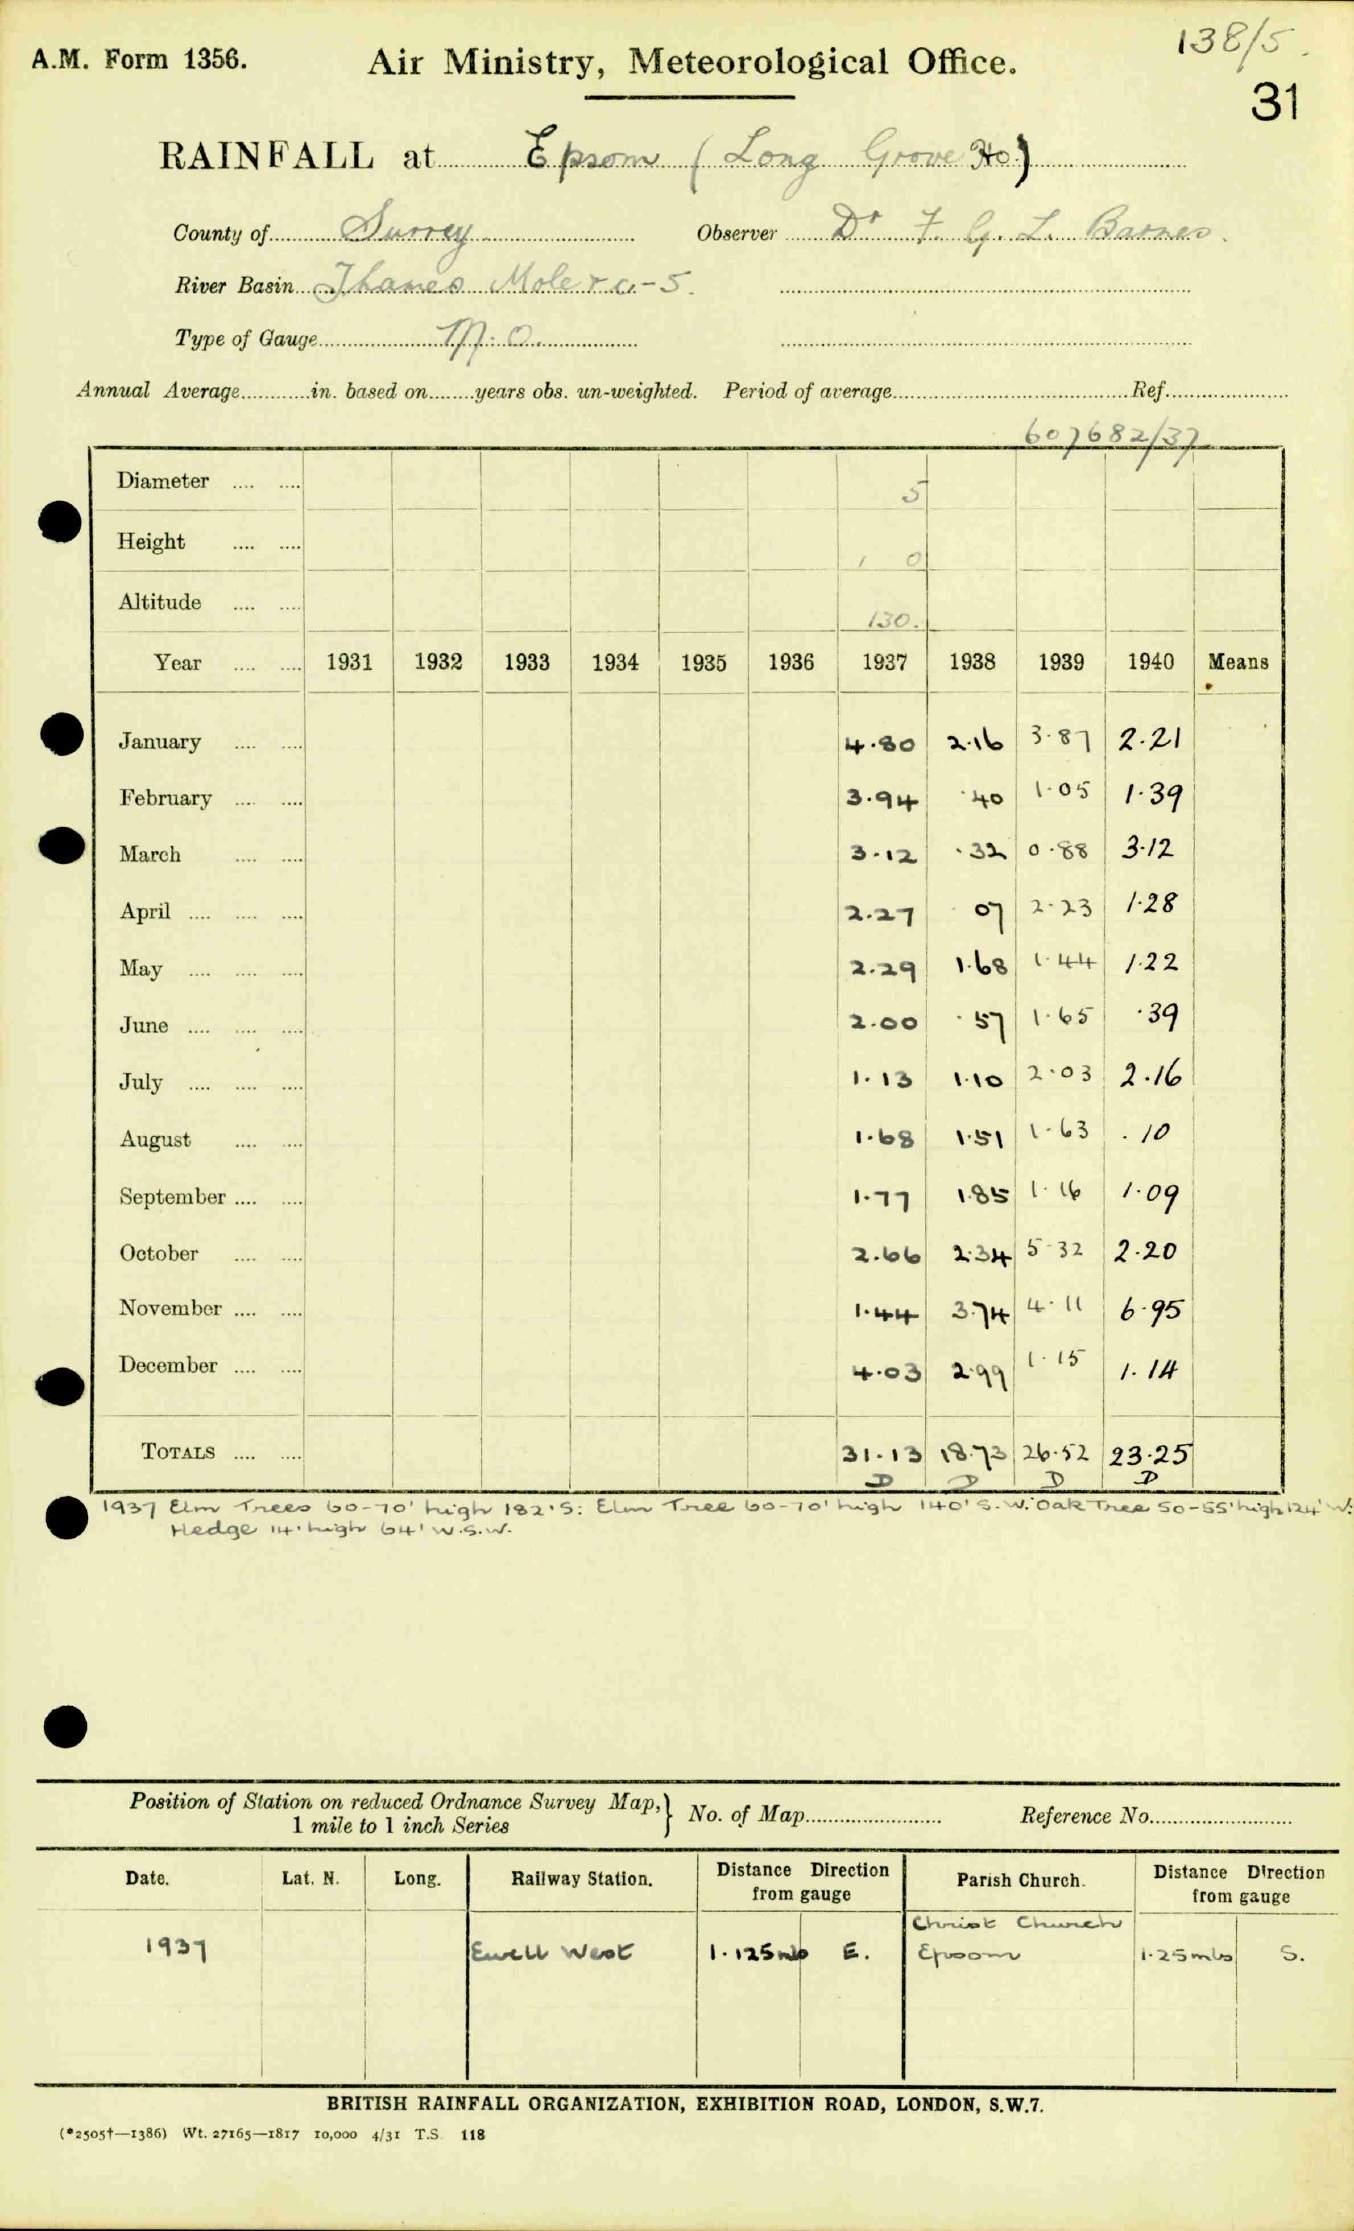 138/5.
A.M. Form 1356. Air Ministry, Meteorological Office.
31
RAINFALL at Epsom (Long Grove Ho)
County of Surrey Observer Dr F. G. L. Barnes.
River Basin Thames Mole &c.-5.
Type of Gauge M.O.
Annual Average in. based on years obs. un-weighted. Period of average Ref.
607682/37
Diameter 5
Height 1 0
Altitude 130.
Year 1931 1932 1933 1934 1935 1936 1937 1938 1939 1940 Means
January 4.80 2.16 3.87 2.21
February 3.94 .40 1.05 1.39
March 3.12 .32 0.88 3.12
April 2.27 07 2.23 1.28
May 2.29 1.68 1.44 1.22
June 2.00 .57 1.65 .39
July 1.13 1.10 2.03 2.16
August 1.68 1.51 1.63 .10
September 1.77 1.85 1.16 1.09
October 2.66 2.34 5.32 2.20
November 1.44 3.74 4.11 6.95
December 4.03 2.99 1.15 1.14
TOTALS 31.13 18.73 26.52 23.25
D D D D
1937 Elm Trees 60-70' high 182' S: Elm Tree 60-70' high 140' S.W. Oak Tree 50-55' high 124' W:
Hedge 14' high 64' W.S.W.
Position of Station on reduced Ordnance Survey Map, } No. of Map Reference No.
1 mile to 1 inch Series
Date. Lat. N. Long. Railway Station. Distance Direction from gauge Parish Church. Distance Direction from gauge
Christ Church
1937 Ewell West 1.125mls E. Epsom 1.25mls S.
BRITISH RAINFALL ORGANIZATION, EXHIBITION ROAD, LONDON, S.W.7.
(*2505†—1386) Wt. 27165—1817 10,000 4/31 T.S. 118